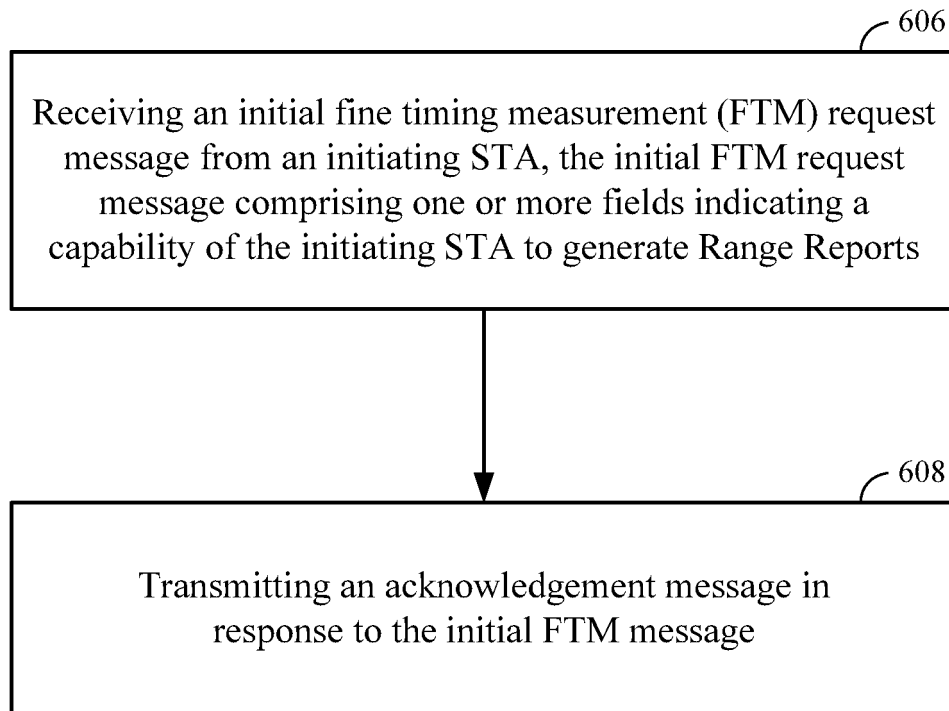 606
Receiving an initial fine timing measurement (FTM) request
message from an initiating STA, the initial FTM request
message comprising one or more fields indicating a
capability of the initiating STA to generate Range Reports
608
Transmitting an acknowledgement message in
response to the initial FTM message